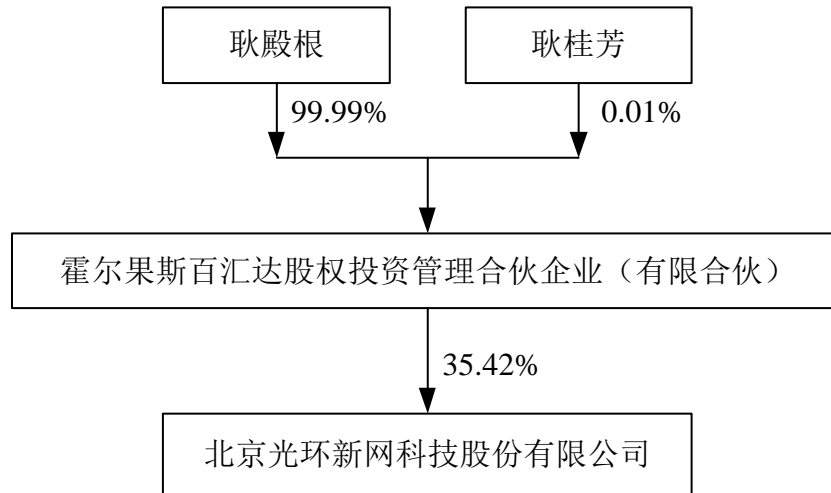 耿殿根
耿桂芳
99.99%
0.01%
霍尔果斯百汇达股权投资管理合伙企业（有限合伙）
35.42%
北京光环新网科技股份有限公司